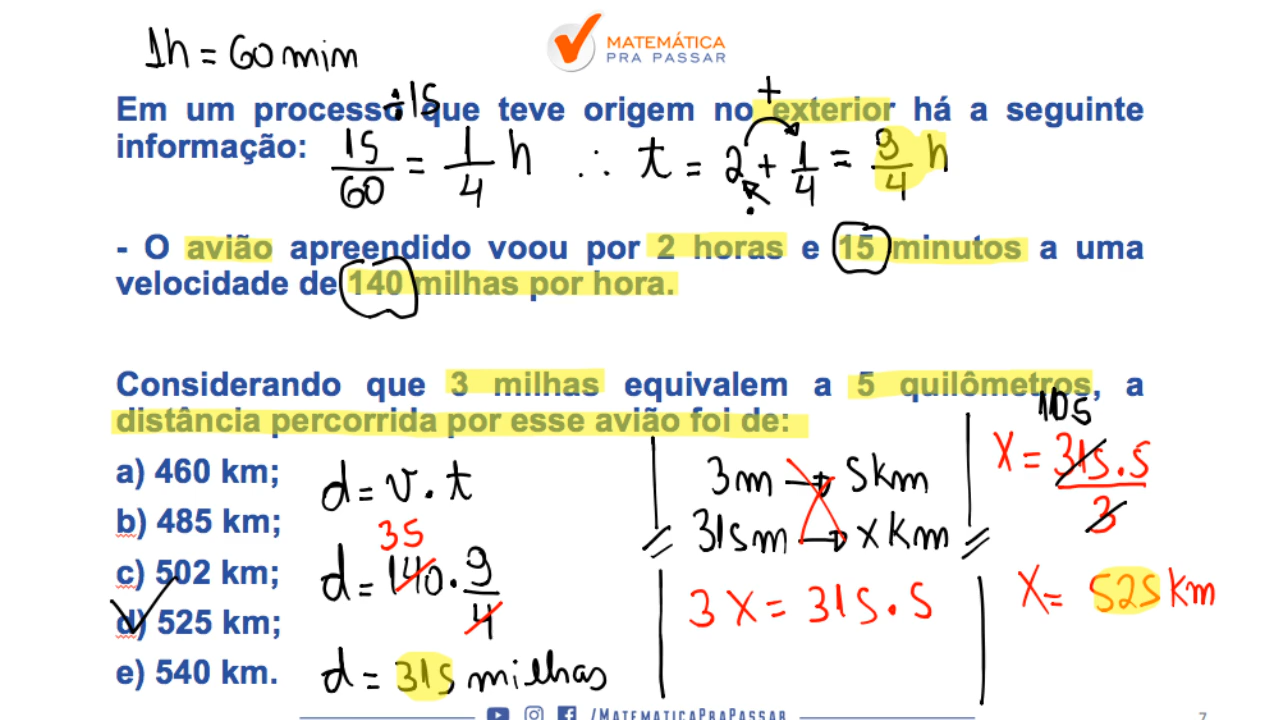 1h = 60 min
MATEMÁTICA
PRA PASSAR
Em um processo que teve origem no exterior há a seguinte
informação:
÷15
15/60 = 1/4 h ∴ t = 2 + 1/4 = 9/4 h
+
- O avião apreendido voou por 2 horas e 15 minutos a uma
velocidade de 140 milhas por hora.
Considerando que 3 milhas equivalem a 5 quilômetros, a
distância percorrida por esse avião foi de:
a) 460 km;
b) 485 km;
c) 502 km;
d) 525 km;
e) 540 km.
d = v . t
35
d = 140 . 9/4
d = 315 milhas
3m → 5km
315m → x km
3x = 315 . 5
105
x = 315 . 5/3
x = 525 km
/MATEMATICAPRAPASSAR
7